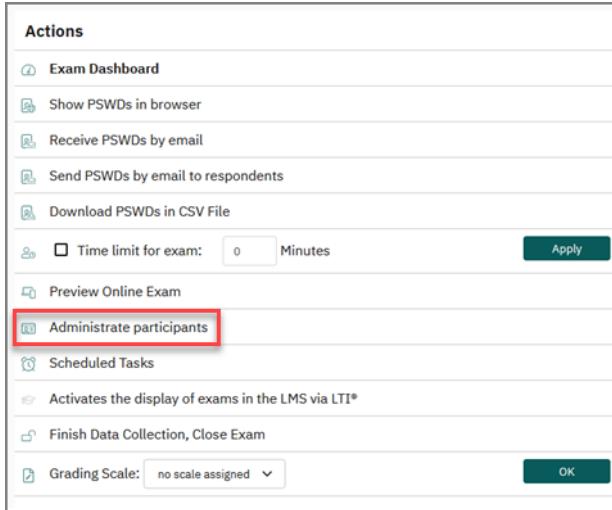 Actions
Exam Dashboard
Show PSWDs in browser
Receive PSWDs by email
Send PSWDs by email to respondents
Download PSWDs in CSV File
Time limit for exam: 0 Minutes Apply
Preview Online Exam
Administrate participants
Scheduled Tasks
Activates the display of exams in the LMS via LTI®
Finish Data Collection, Close Exam
Grading Scale: no scale assigned OK